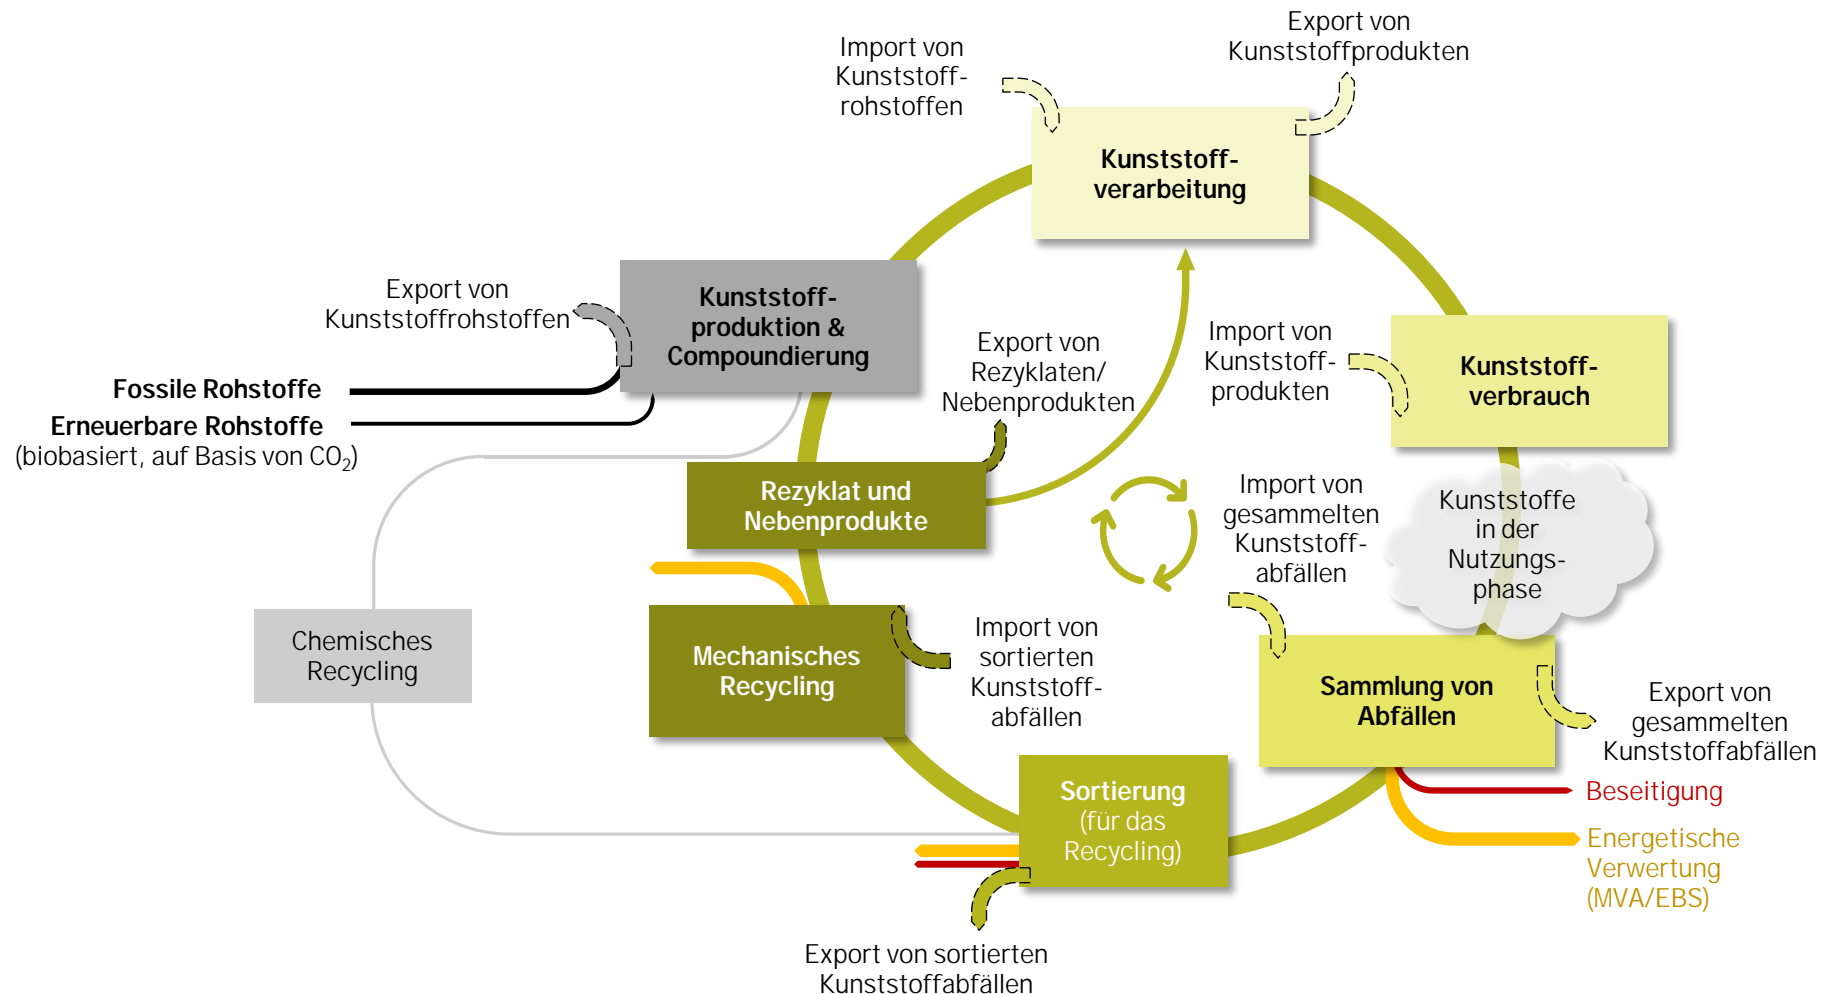 Export von
Kunststoffprodukten
Import von
Kunststoff-
rohstoffen
Kunststoff-
verarbeitung
Export von
Kunststoffrohstoffen
Kunststoff-
produktion &
Compoundierung
Fossile Rohstoffe
Erneuerbare Rohstoffe
(biobasiert, auf Basis von CO₂)
Export von
Rezyklaten/
Nebenprodukten
Import von
Kunststoff-
produkten
Kunststoff-
verbrauch
Rezyklat und
Nebenprodukte
Import von
gesammelten
Kunststoff-
abfällen
Kunststoffe
in der
Nutzungs-
phase
Chemisches
Recycling
Mechanisches
Recycling
Import von
sortierten
Kunststoff-
abfällen
Sammlung von
Abfällen
Export von
gesammelten
Kunststoffabfällen
Sortierung
(für das
Recycling)
Beseitigung
Energetische
Verwertung
(MVA/EBS)
Export von sortierten
Kunststoffabfällen